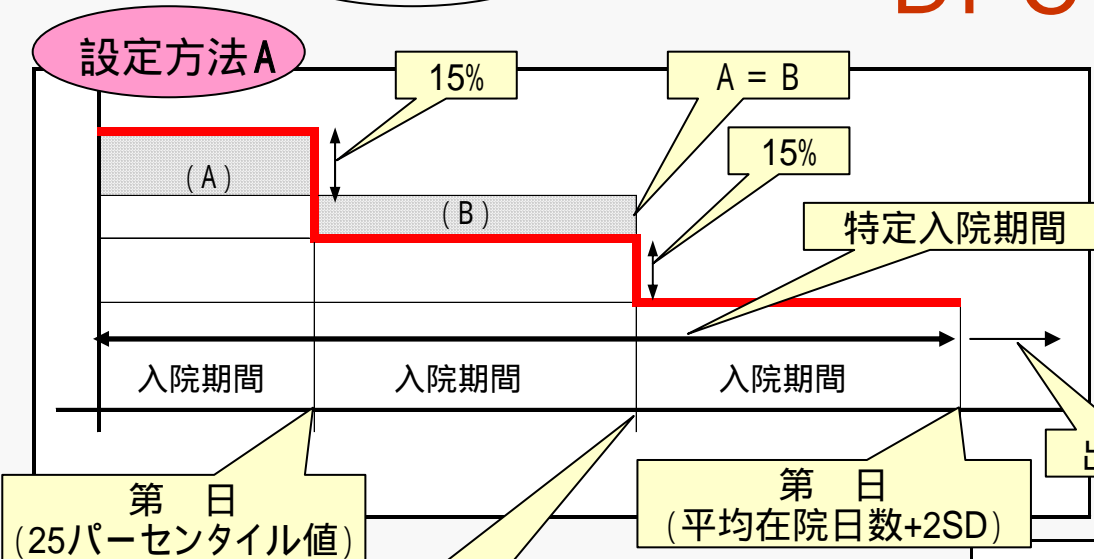 設定方法A
15%
A = B
15%
(A)
(B)
特定入院期間
入院期間
入院期間
入院期間
第 日
(25パーセンタイル値)
第 日
(平均在院日数+2SD)